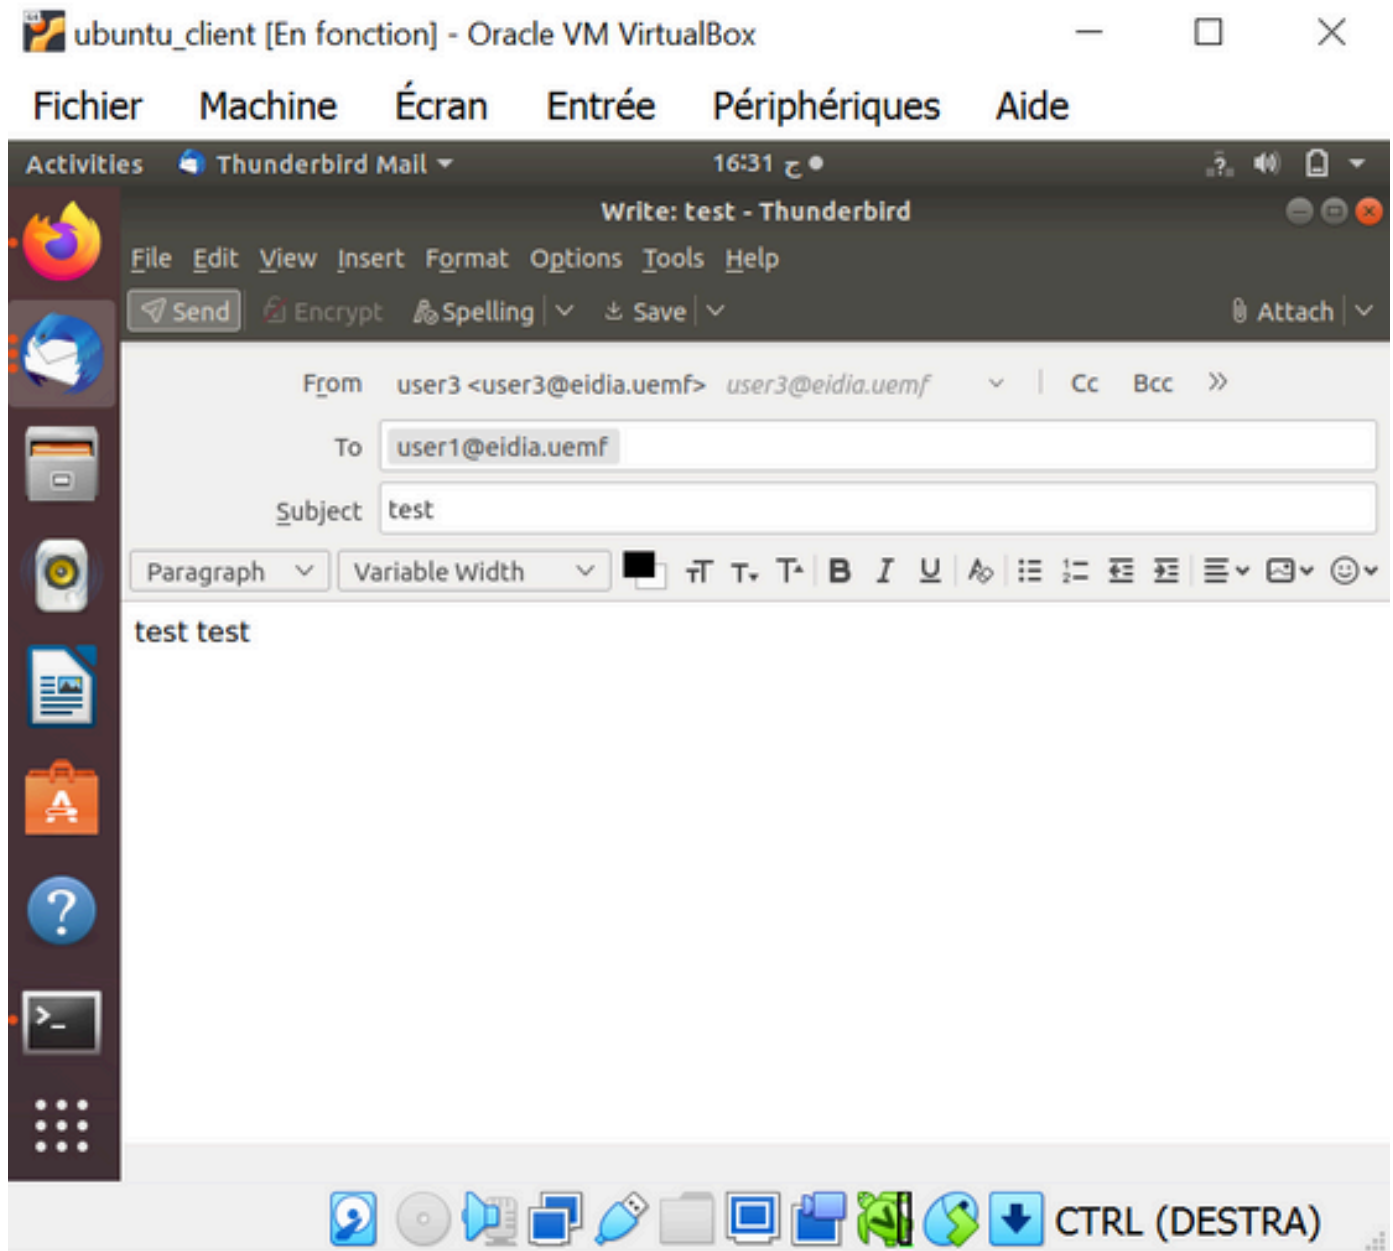 ubuntu_client [En fonction] - Oracle VM VirtualBox
Fichier Machine Écran Entrée Périphériques Aide
Activities Thunderbird Mail 16:31 ج
Write: test - Thunderbird
File Edit View Insert Format Options Tools Help
Send Encrypt Spelling Save Attach
From user3 <user3@eidia.uemf> user3@eidia.uemf Cc Bcc »
To user1@eidia.uemf
Subject test
Paragraph Variable Width B I U
test test
CTRL (DESTRA)